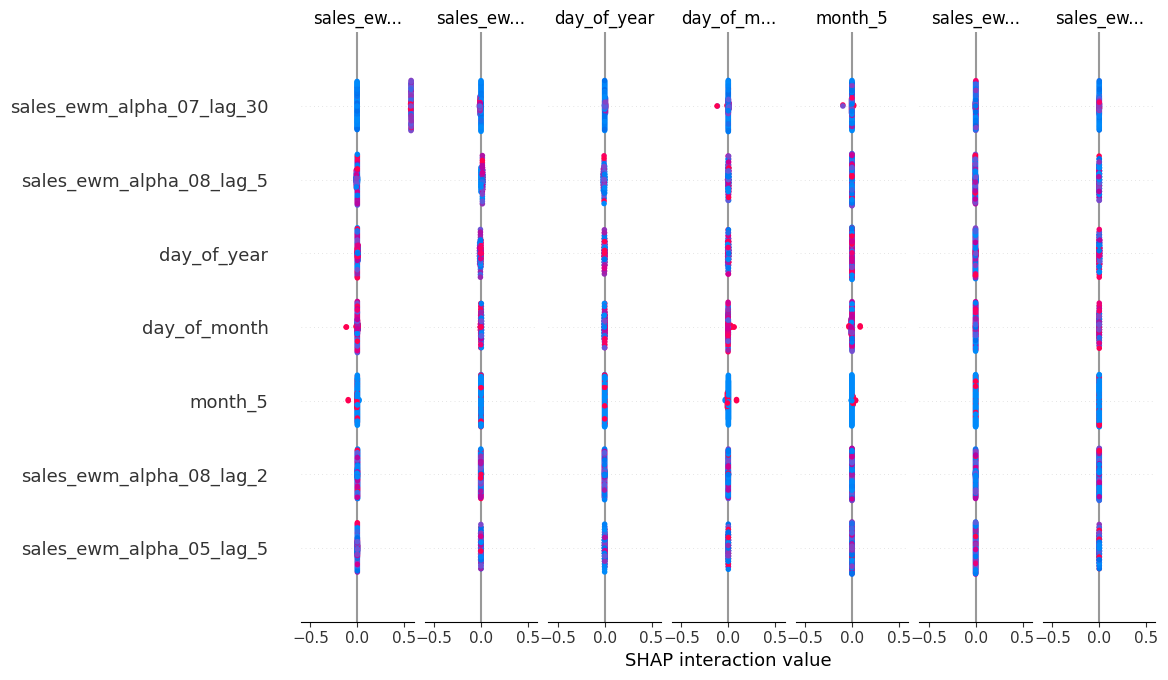 sales_ew... sales_ew... day_of_year day_of_m... month_5 sales_ew... sales_ew...
sales_ewm_alpha_07_lag_30
sales_ewm_alpha_08_lag_5
day_of_year
day_of_month
month_5
sales_ewm_alpha_08_lag_2
sales_ewm_alpha_05_lag_5
−0.5 0.0 0.5 −0.5 0.0 0.5 −0.5 0.0 0.5 −0.5 0.0 0.5 −0.5 0.0 0.5 −0.5 0.0 0.5 −0.5 0.0 0.5
SHAP interaction value